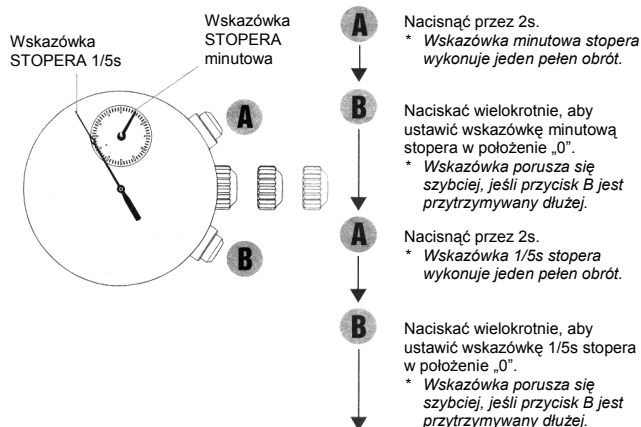 Wskazówka
STOPERA 1/5s
Wskazówka
STOPERA
minutowa
A
B
A
Nacisnąć przez 2s.
* Wskazówka minutowa stopera
wykonuje jeden pełen obrót.
B
Naciskać wielokrotnie, aby
ustawić wskazówkę minutową
stopera w położenie „0”.
* Wskazówka porusza się
szybciej, jeśli przycisk B jest
przytrzymywany dłużej.
A
Nacisnąć przez 2s.
* Wskazówka 1/5s stopera
wykonuje jeden pełen obrót.
B
Naciskać wielokrotnie, aby
ustawić wskazówkę 1/5s stopera
w położenie „0”.
* Wskazówka porusza się
szybciej, jeśli przycisk B jest
przytrzymywany dłużej.